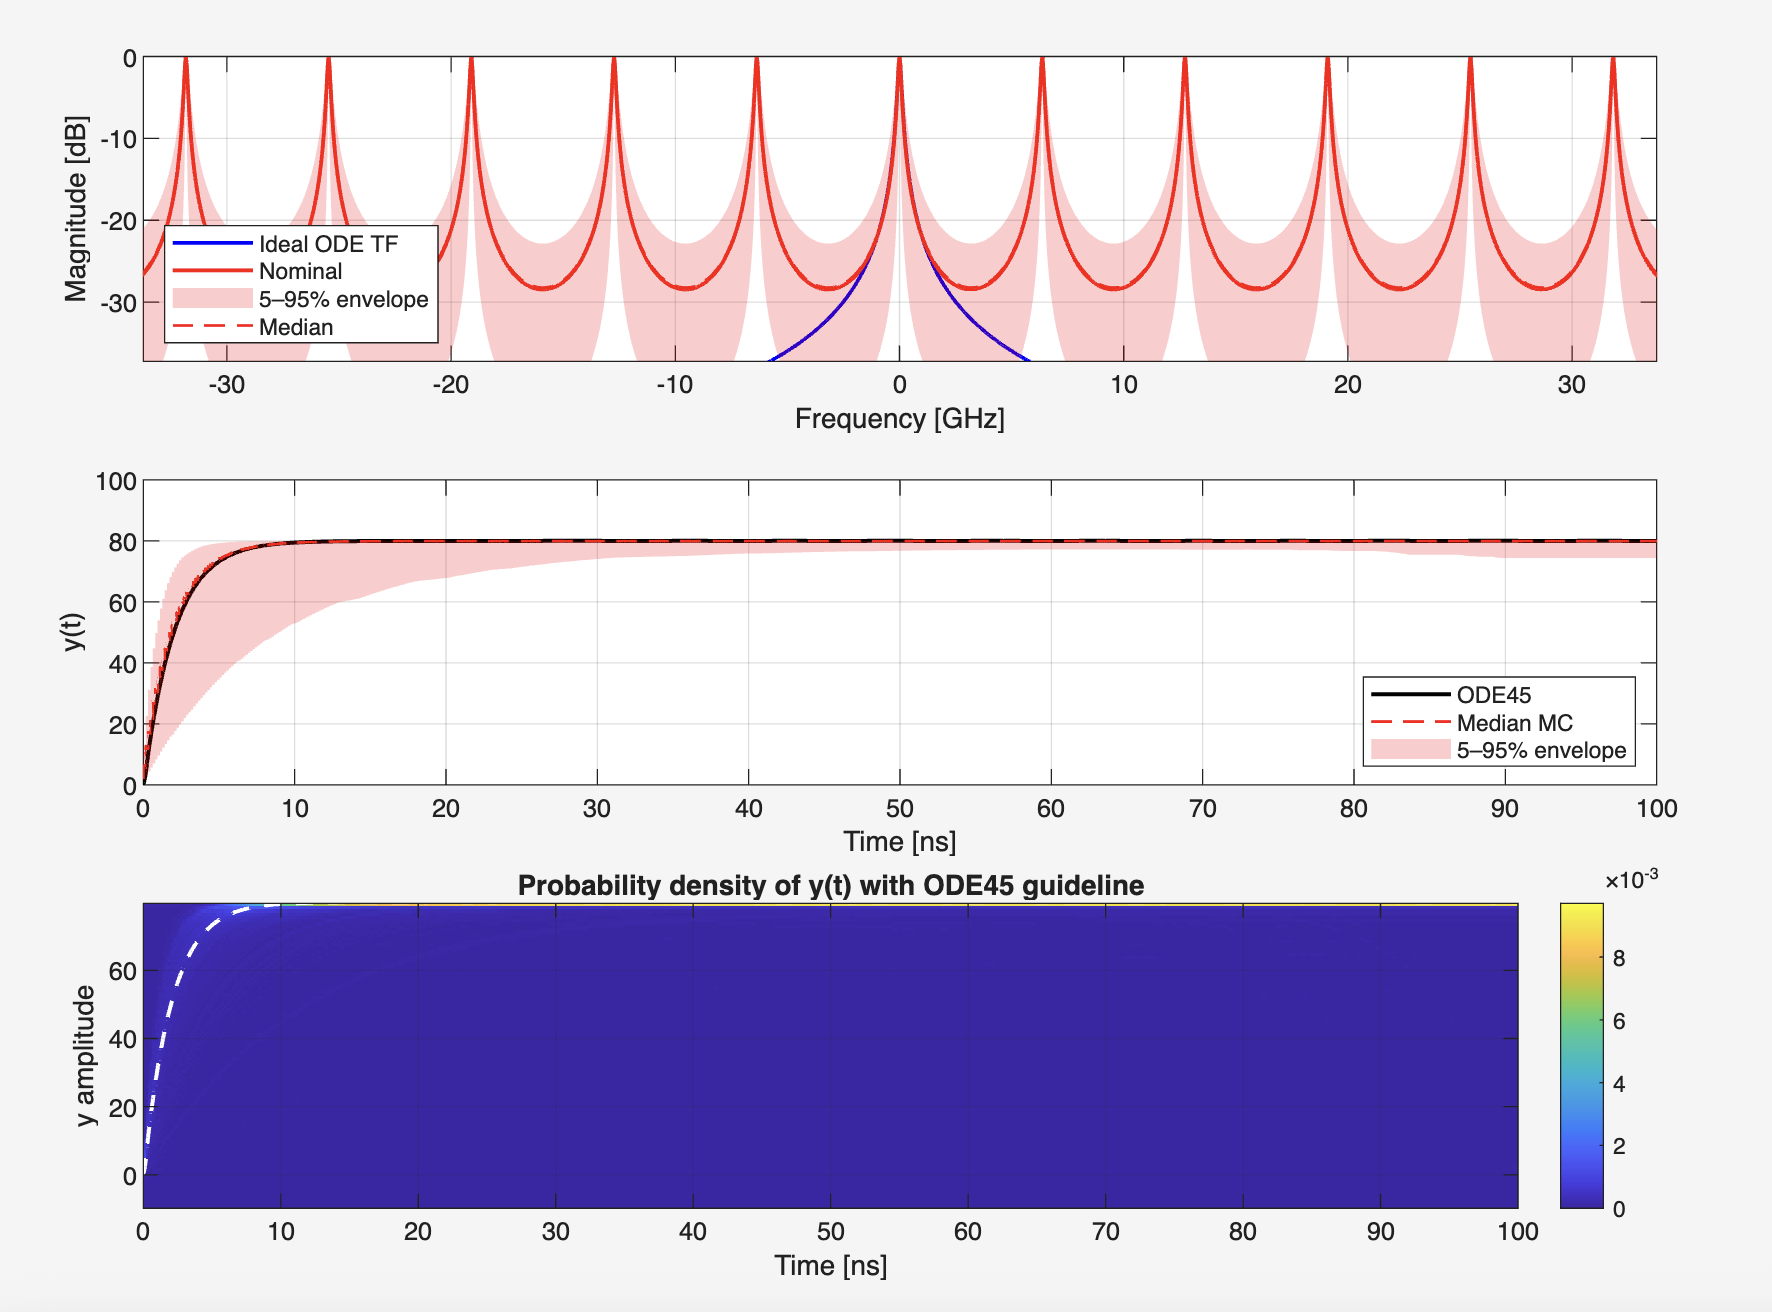 0
-10
-20
-30
Magnitude [dB]
Ideal ODE TF
Nominal
5–95% envelope
Median
-30 -20 -10 0 10 20 30
Frequency [GHz]
100
80
60
40
20
0
y(t)
ODE45
Median MC
5–95% envelope
0 10 20 30 40 50 60 70 80 90 100
Time [ns]
Probability density of y(t) with ODE45 guideline
60
40
20
0
y amplitude
×10-3
8
6
4
2
0
0 10 20 30 40 50 60 70 80 90 100
Time [ns]